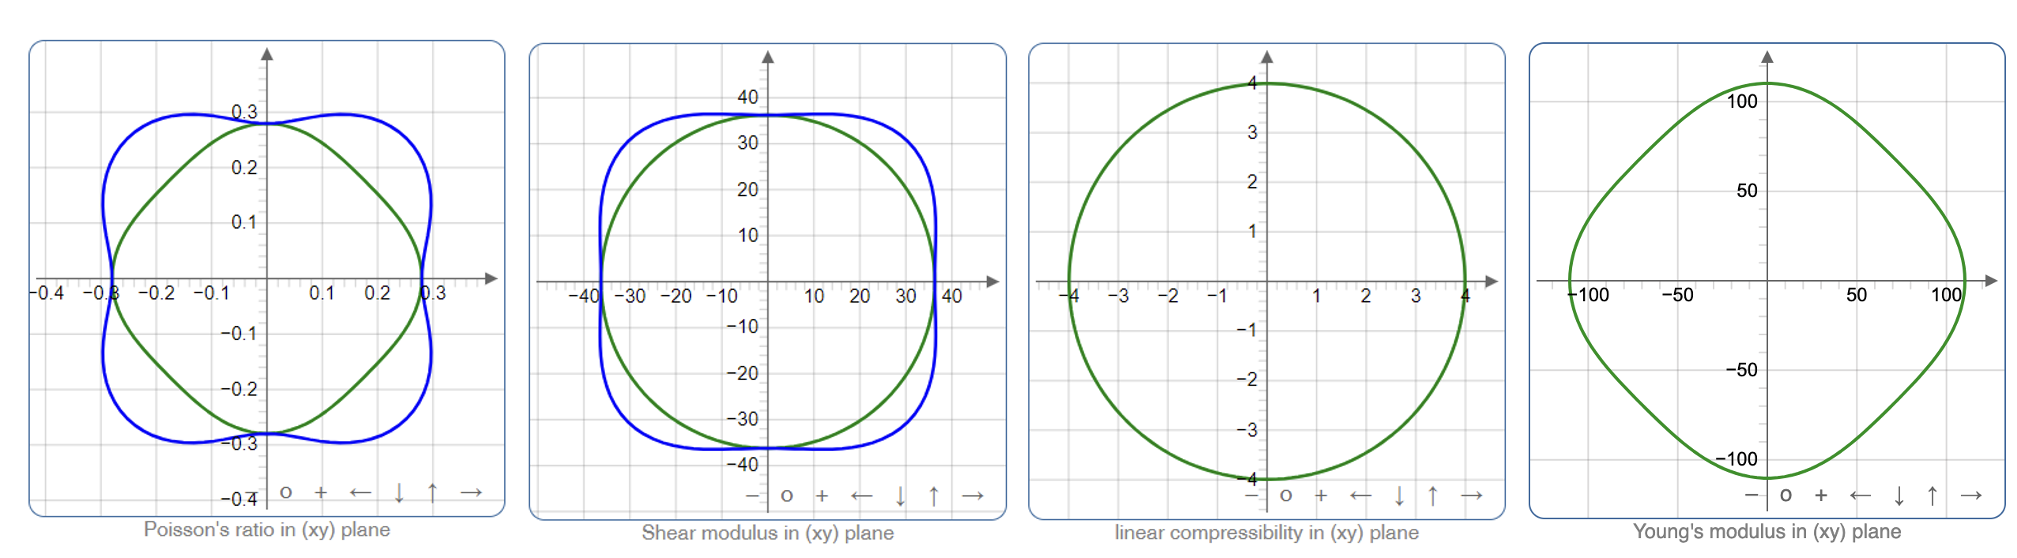 0.3
0.2
0.1
−0.4 −0.3 −0.2 −0.1 0.1 0.2 0.3
−0.1
−0.2
−0.3
−0.4
o + ← ↓ ↑ →
Poisson's ratio in (xy) plane
40
30
20
10
−40 −30 −20 −10 10 20 30 40
−10
−20
−30
−40
− o + ← ↓ ↑ →
Shear modulus in (xy) plane
4
3
2
1
−4 −3 −2 −1 1 2 3 4
−1
−2
−3
−4
− o + ← ↓ ↑ →
linear compressibility in (xy) plane
100
50
−100 −50 50 100
−50
−100
− o + ← ↓ ↑ →
Young's modulus in (xy) plane